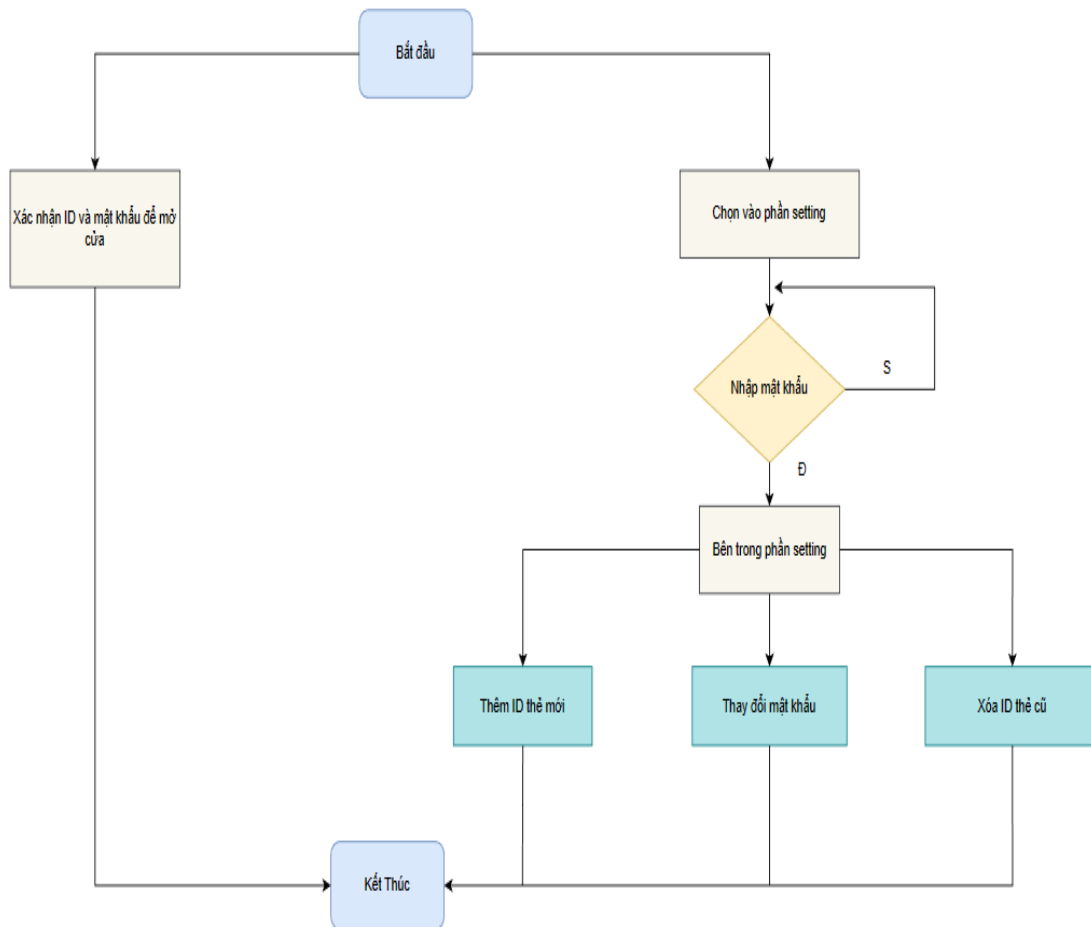 Bắt đầu
Xác nhận ID và mật khẩu để mở
cửa
Chọn vào phần setting
Nhập mật khẩu
S
Đ
Bên trong phần setting
Thêm ID thẻ mới
Thay đổi mật khẩu
Xóa ID thẻ cũ
Kết Thúc